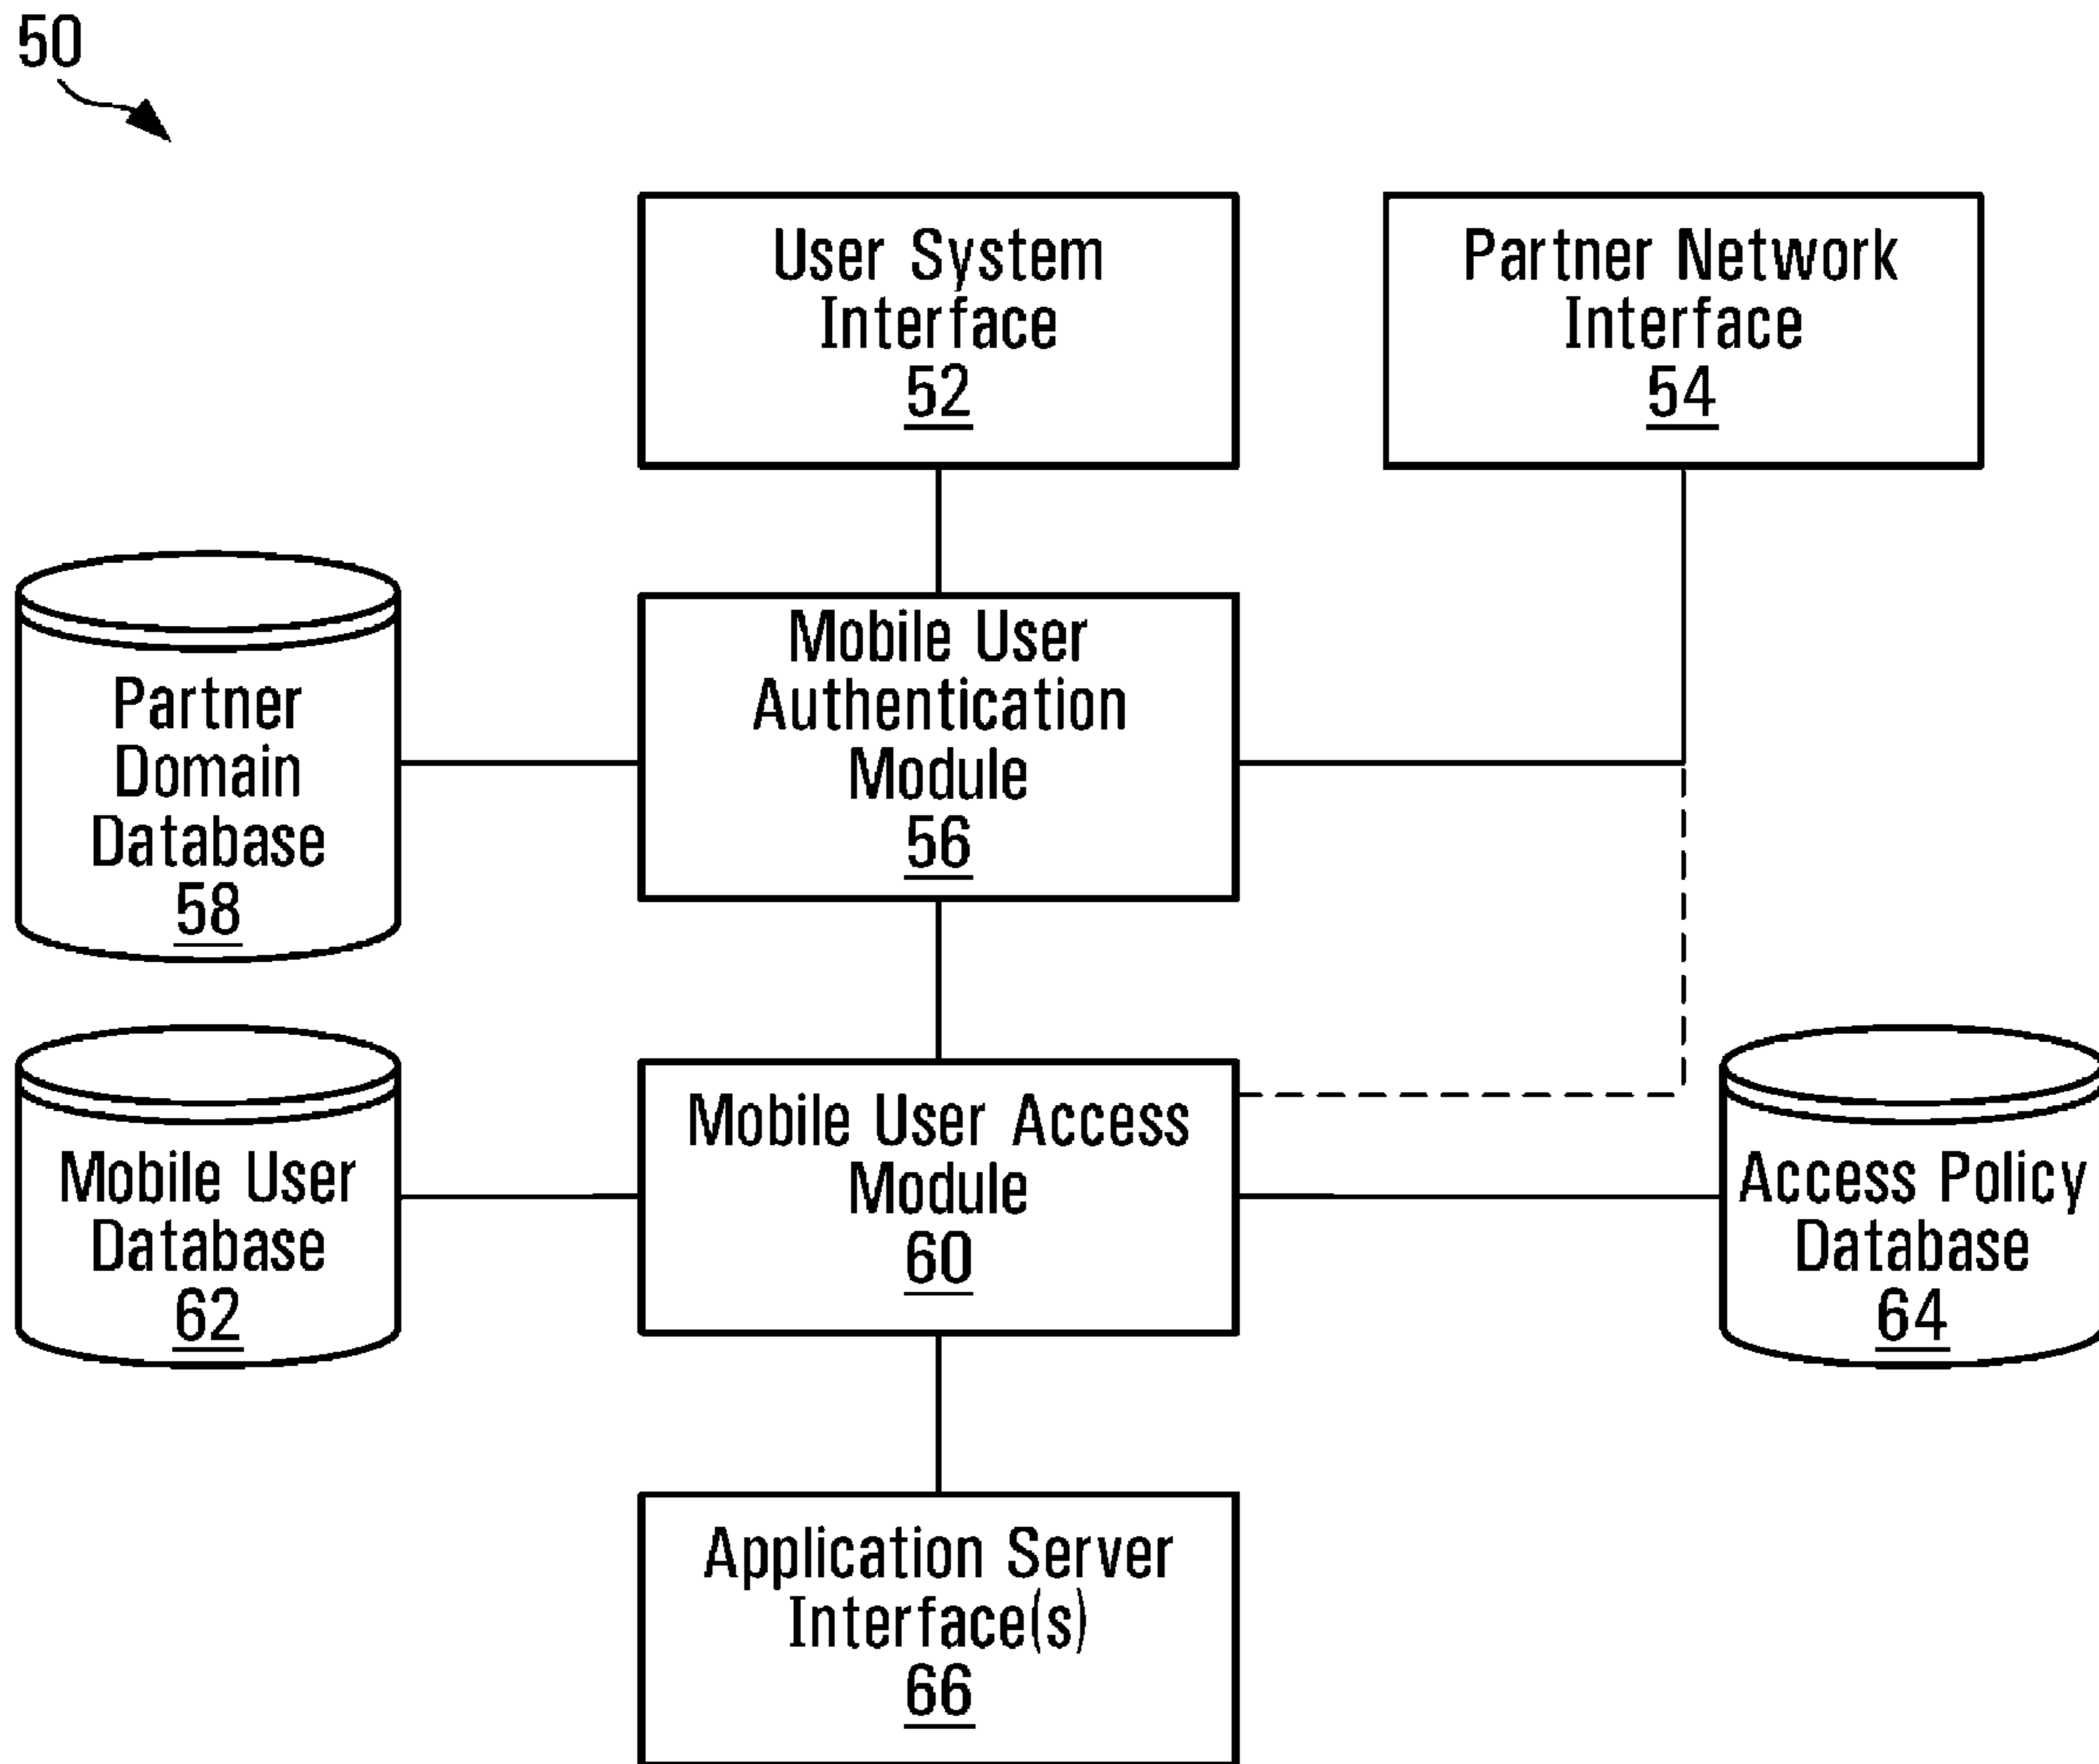 50
User System
Interface
52
Partner Network
Interface
54
Mobile User
Authentication
Module
56
Partner
Domain
Database
58
Mobile User Access
Module
60
Mobile User
Database
62
Access Policy
Database
64
Application Server
Interface(s)
66